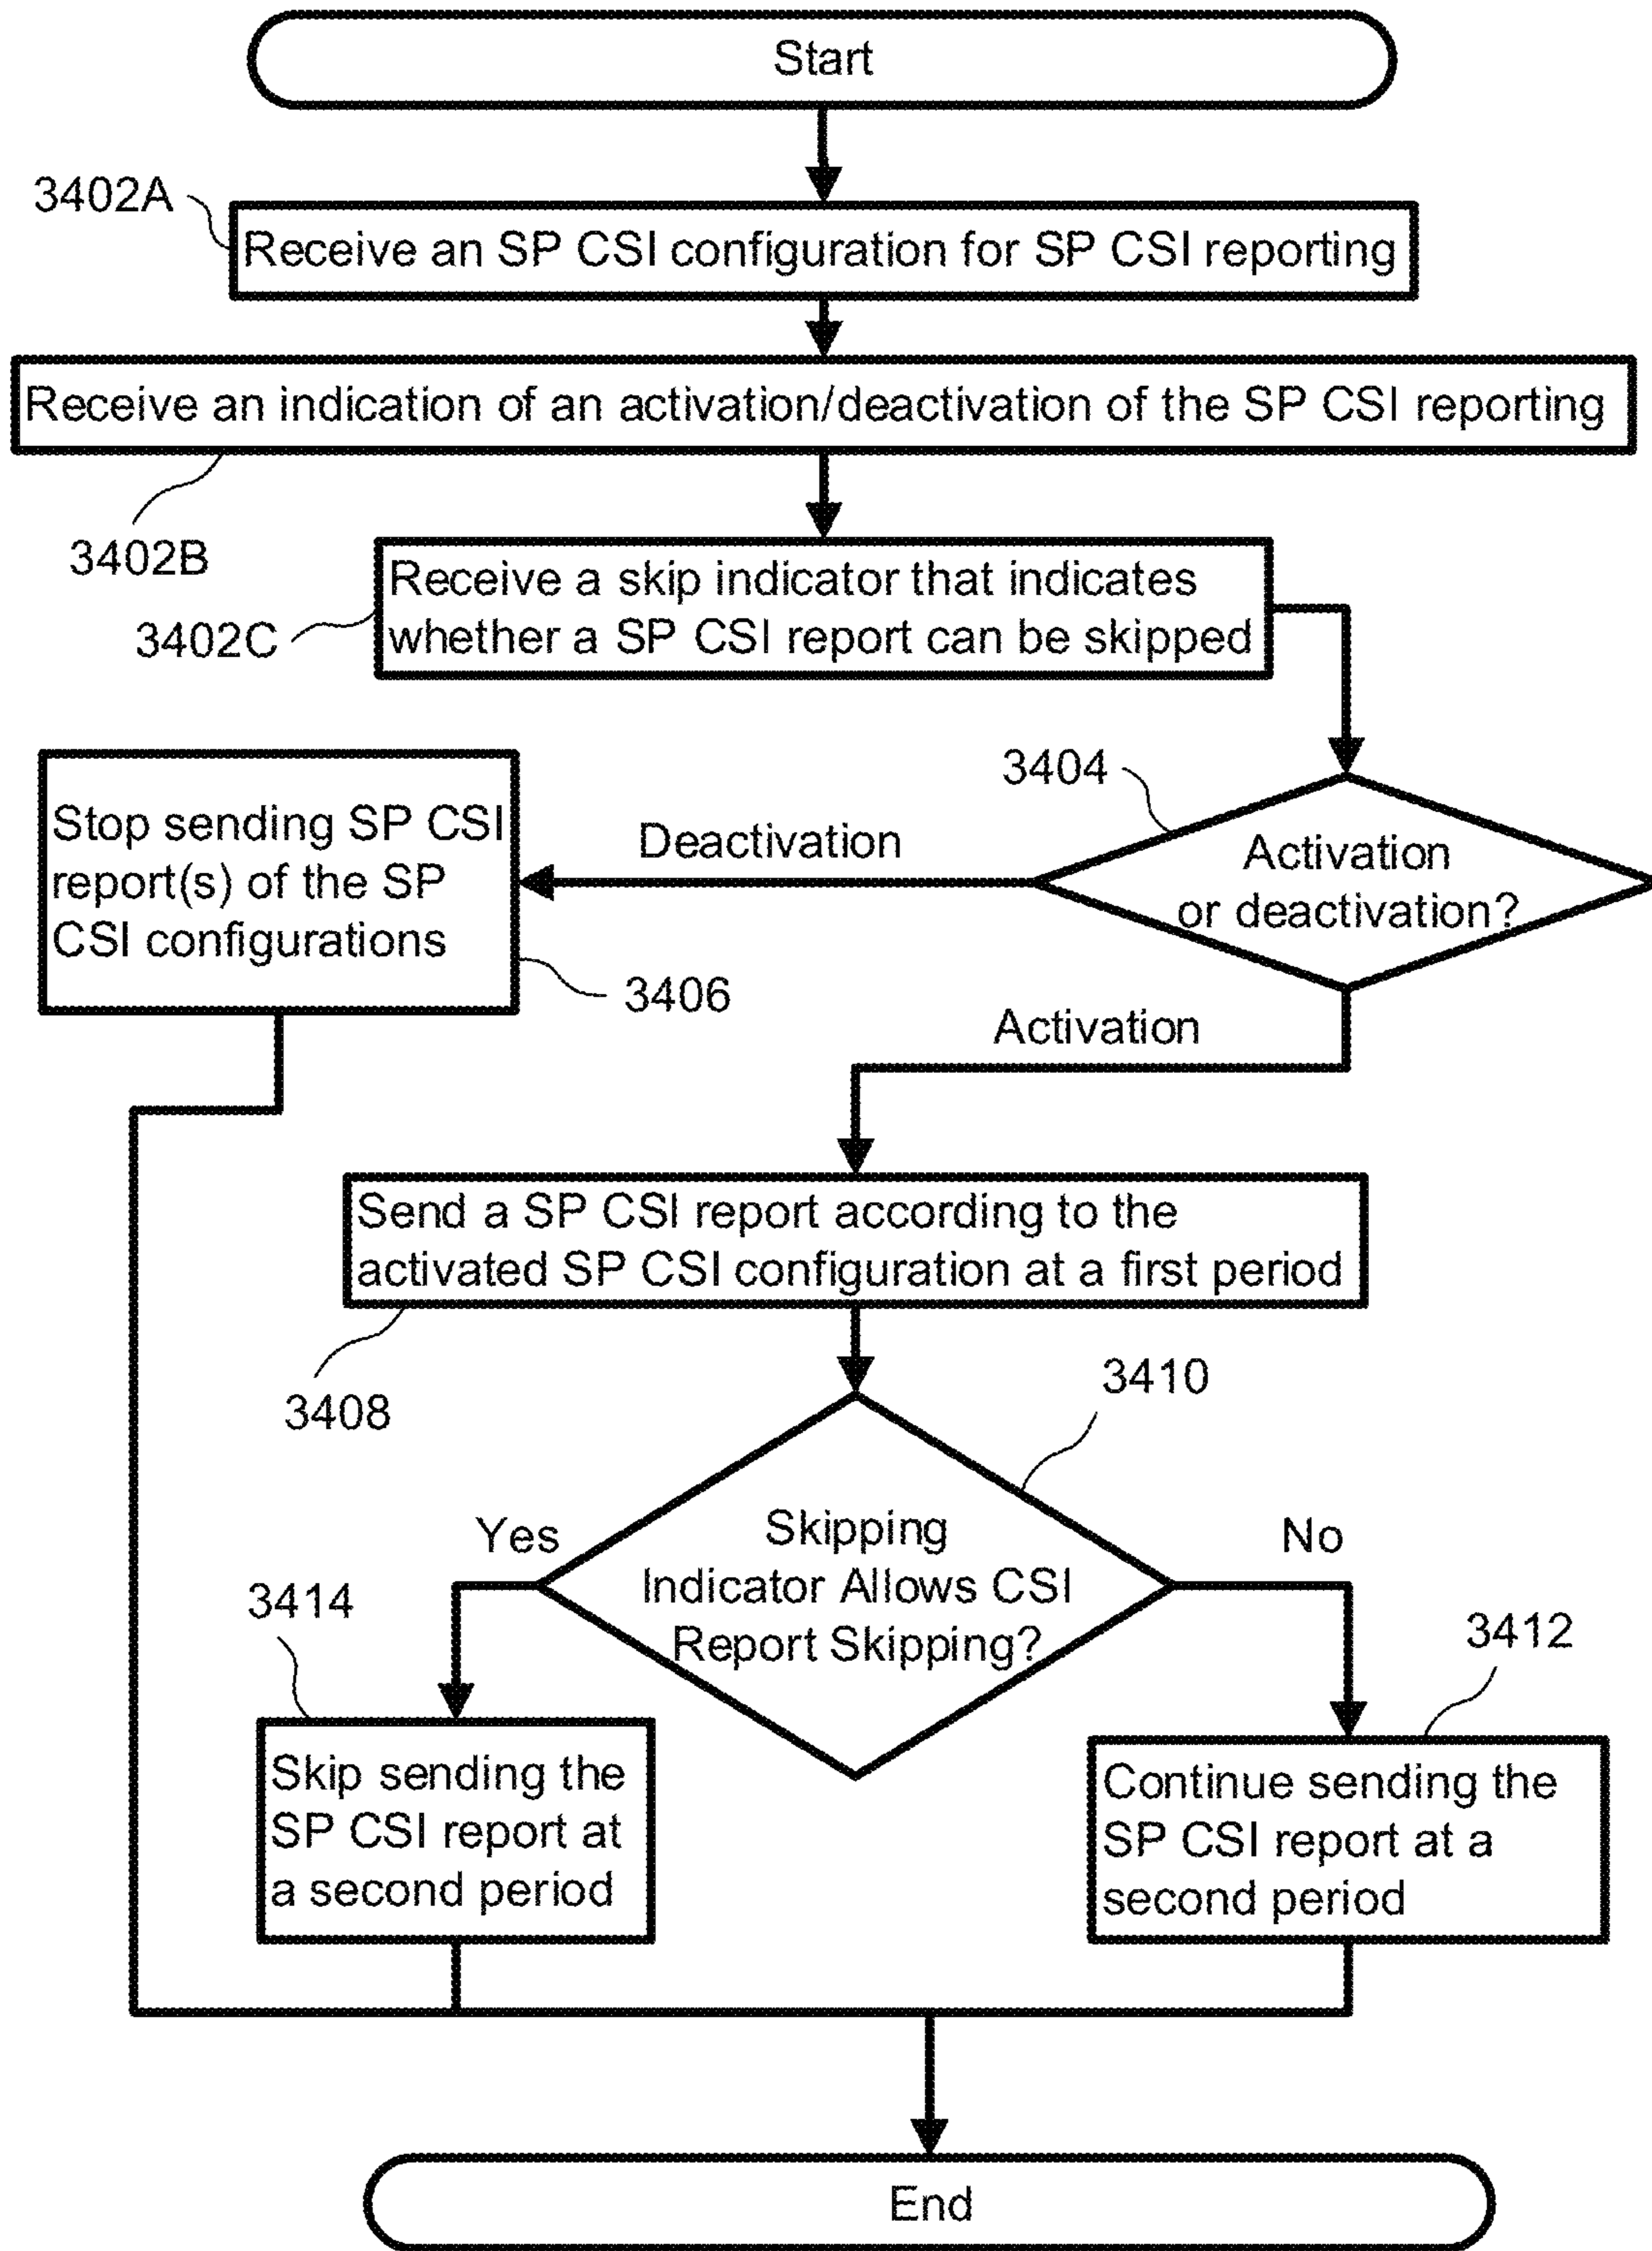 Start
3402A
Receive an SP CSI configuration for SP CSI reporting
Receive an indication of an activation/deactivation of the SP CSI reporting
3402B
Receive a skip indicator that indicates
whether a SP CSI report can be skipped
3402C
3404
Activation
or deactivation?
Deactivation
Stop sending SP CSI
report(s) of the SP
CSI configurations
3406
Activation
Send a SP CSI report according to the
activated SP CSI configuration at a first period
3408
3410
Skipping
Indicator Allows CSI
Report Skipping?
Yes
No
3414
3412
Skip sending the
SP CSI report at
a second period
Continue sending the
SP CSI report at a
second period
End